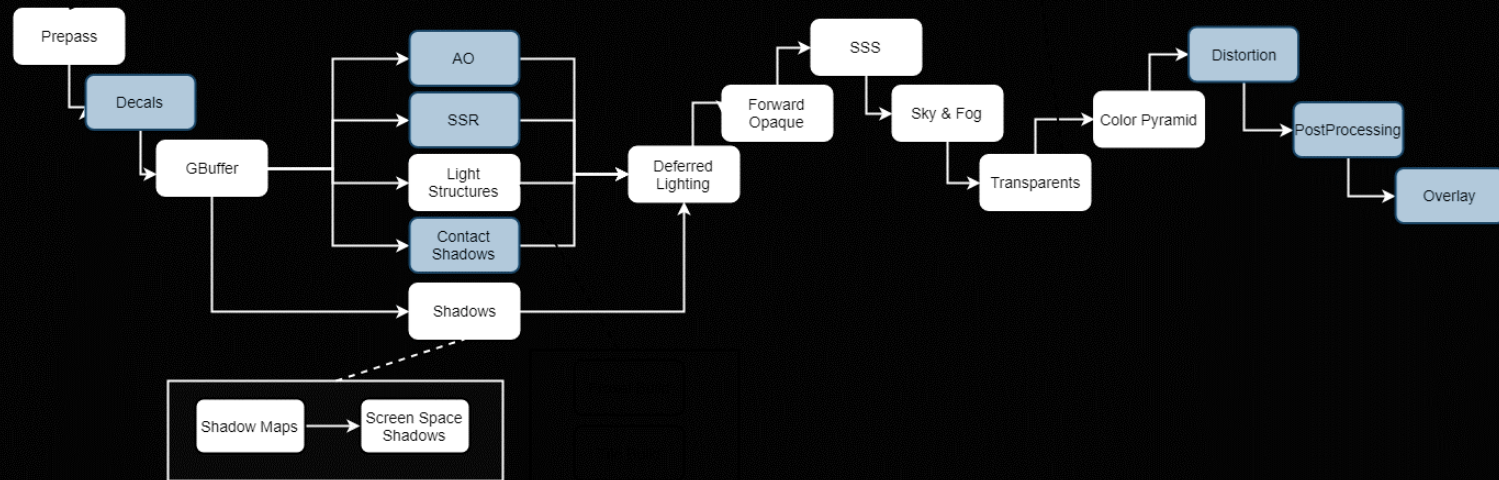 Prepass
Decals
GBuffer
AO
SSR
Light
Structures
Contact
Shadows
Shadows
Shadow Maps
Screen Space
Shadows
Deferred
Lighting
Forward
Opaque
SSS
Sky & Fog
Transparents
Color Pyramid
Distortion
PostProcessing
Overlay